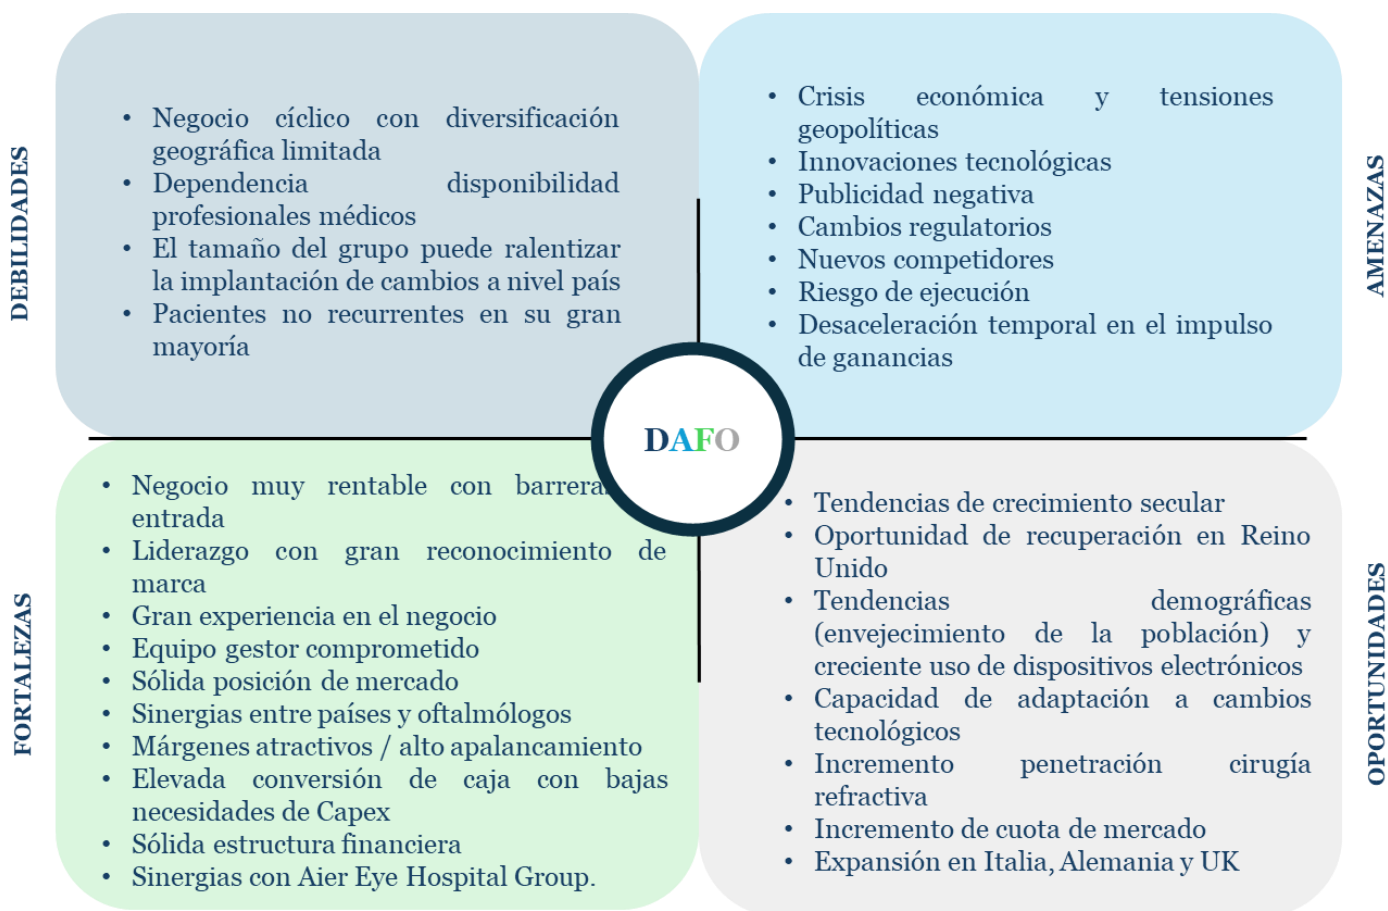 DEBILIDADES
• Negocio cíclico con diversificación
geográfica limitada
• Dependencia disponibilidad
profesionales médicos
• El tamaño del grupo puede ralentizar
la implantación de cambios a nivel país
• Pacientes no recurrentes en su gran
mayoría
AMENAZAS
• Crisis económica y tensiones
geopolíticas
• Innovaciones tecnológicas
• Publicidad negativa
• Cambios regulatorios
• Nuevos competidores
• Riesgo de ejecución
• Desaceleración temporal en el impulso
de ganancias
DAFO
FORTALEZAS
• Negocio muy rentable con barrera
entrada
• Liderazgo con gran reconocimiento de
marca
• Gran experiencia en el negocio
• Equipo gestor comprometido
• Sólida posición de mercado
• Sinergias entre países y oftalmólogos
• Márgenes atractivos / alto apalancamiento
• Elevada conversión de caja con bajas
necesidades de Capex
• Sólida estructura financiera
• Sinergias con Aier Eye Hospital Group.
OPORTUNIDADES
• Tendencias de crecimiento secular
• Oportunidad de recuperación en Reino
Unido
• Tendencias demográficas
(envejecimiento de la población) y
creciente uso de dispositivos electrónicos
• Capacidad de adaptación a cambios
tecnológicos
• Incremento penetración cirugía
refractiva
• Incremento de cuota de mercado
• Expansión en Italia, Alemania y UK